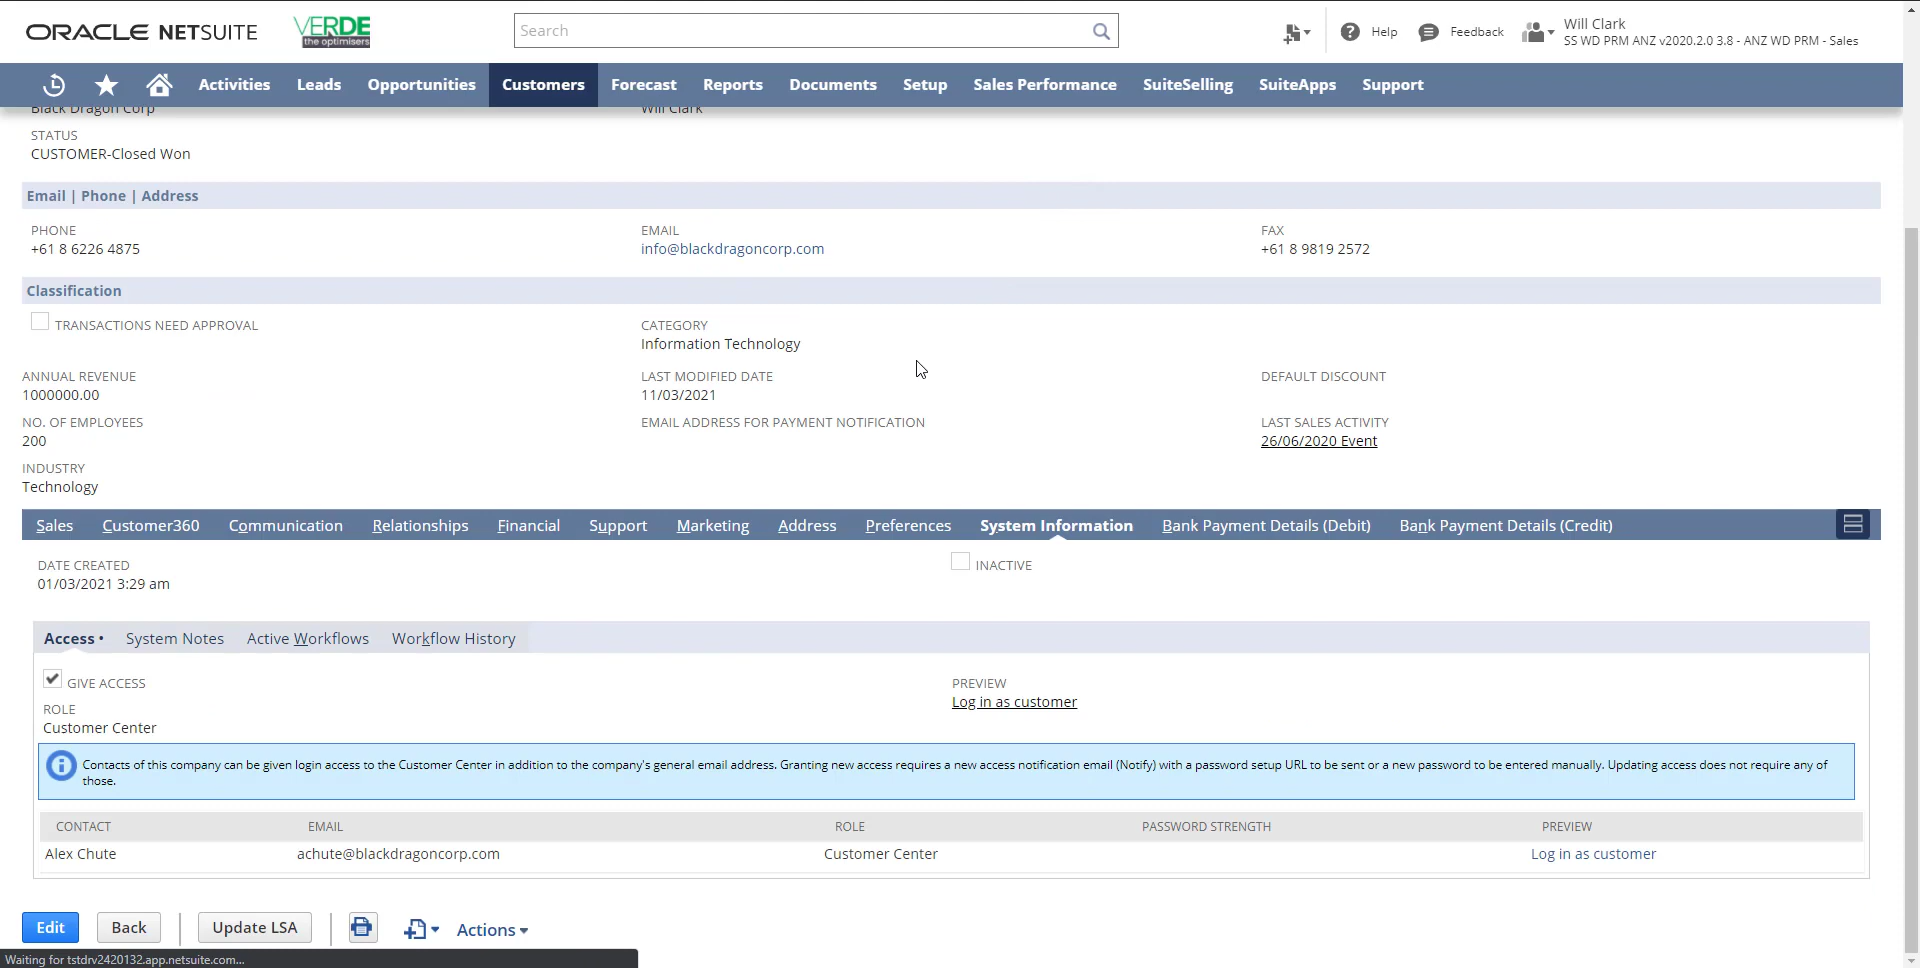 ORACLE NETSUITE
VERDE
the optimisers
Search
Help
Feedback
Will Clark
SS WD PRM ANZ v2020.2.0 3.8 - ANZ WD PRM - Sales
Activities
Leads
Opportunities
Customers
Forecast
Reports
Documents
Setup
Sales Performance
SuiteSelling
SuiteApps
Support
Black Dragon Corp
Will Clark
STATUS
CUSTOMER-Closed Won
Email | Phone | Address
PHONE
+61 8 6226 4875
EMAIL
info@blackdragoncorp.com
FAX
+61 8 9819 2572
Classification
TRANSACTIONS NEED APPROVAL
CATEGORY
Information Technology
ANNUAL REVENUE
1000000.00
LAST MODIFIED DATE
11/03/2021
DEFAULT DISCOUNT
NO. OF EMPLOYEES
200
EMAIL ADDRESS FOR PAYMENT NOTIFICATION
LAST SALES ACTIVITY
26/06/2020 Event
INDUSTRY
Technology
Sales
Customer360
Communication
Relationships
Financial
Support
Marketing
Address
Preferences
System Information
Bank Payment Details (Debit)
Bank Payment Details (Credit)
DATE CREATED
01/03/2021 3:29 am
INACTIVE
Access •
System Notes
Active Workflows
Workflow History
GIVE ACCESS
PREVIEW
Log in as customer
ROLE
Customer Center
Contacts of this company can be given login access to the Customer Center in addition to the company's general email address. Granting new access requires a new access notification email (Notify) with a password setup URL to be sent or a new password to be entered manually. Updating access does not require any of
those.
CONTACT
EMAIL
ROLE
PASSWORD STRENGTH
PREVIEW
Alex Chute
achute@blackdragoncorp.com
Customer Center
Log in as customer
Edit
Back
Update LSA
Actions
Waiting for tstdrv2420132.app.netsuite.com...